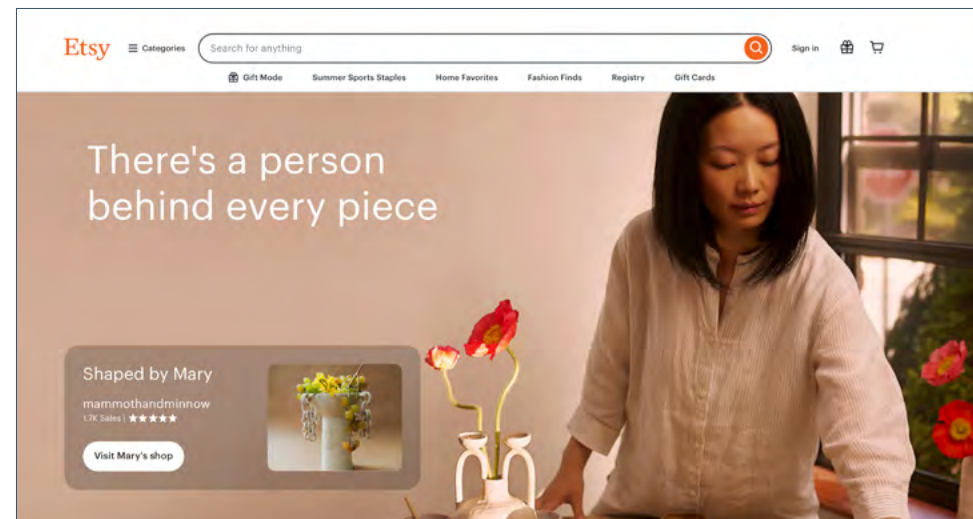 Etsy
Categories
Search for anything
Sign in
Gift Mode
Summer Sports Staples
Home Favorites
Fashion Finds
Registry
Gift Cards
There's a person
behind every piece
Shaped by Mary
mammothandminnow
1.7K Sales | ★★★★★
Visit Mary's shop